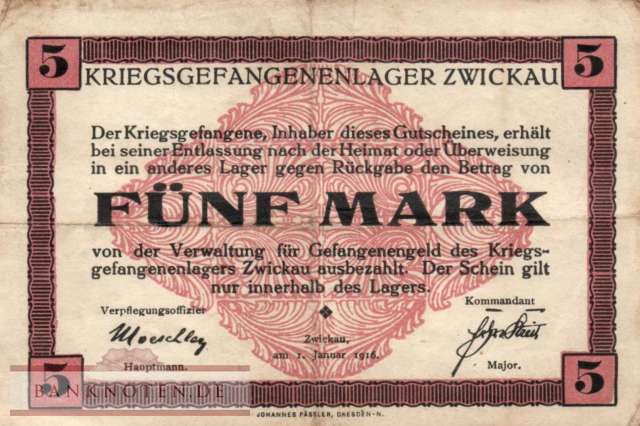 5 5
KRIEGSGEFANGENENLAGER ZWICKAU
Der Kriegsgefangene, Inhaber dieses Gutscheines, erhält
bei seiner Entlassung nach der Heimat oder Überweisung
in ein anderes Lager gegen Rückgabe den Betrag von
FÜNF MARK
von der Verwaltung für Gefangenengeld des Kriegs-
gefangenenlagers Zwickau ausbezahlt. Der Schein gilt
nur innerhalb des Lagers.
Verpflegungsoffizier
Kommandant
Moeschley
Zwickau,
am 1. Januar 1916.
Hauptmann.
Major.
5 5
BANKNOTEN.DE
JOHANNES PÄSSLER, DRESDEN-N.